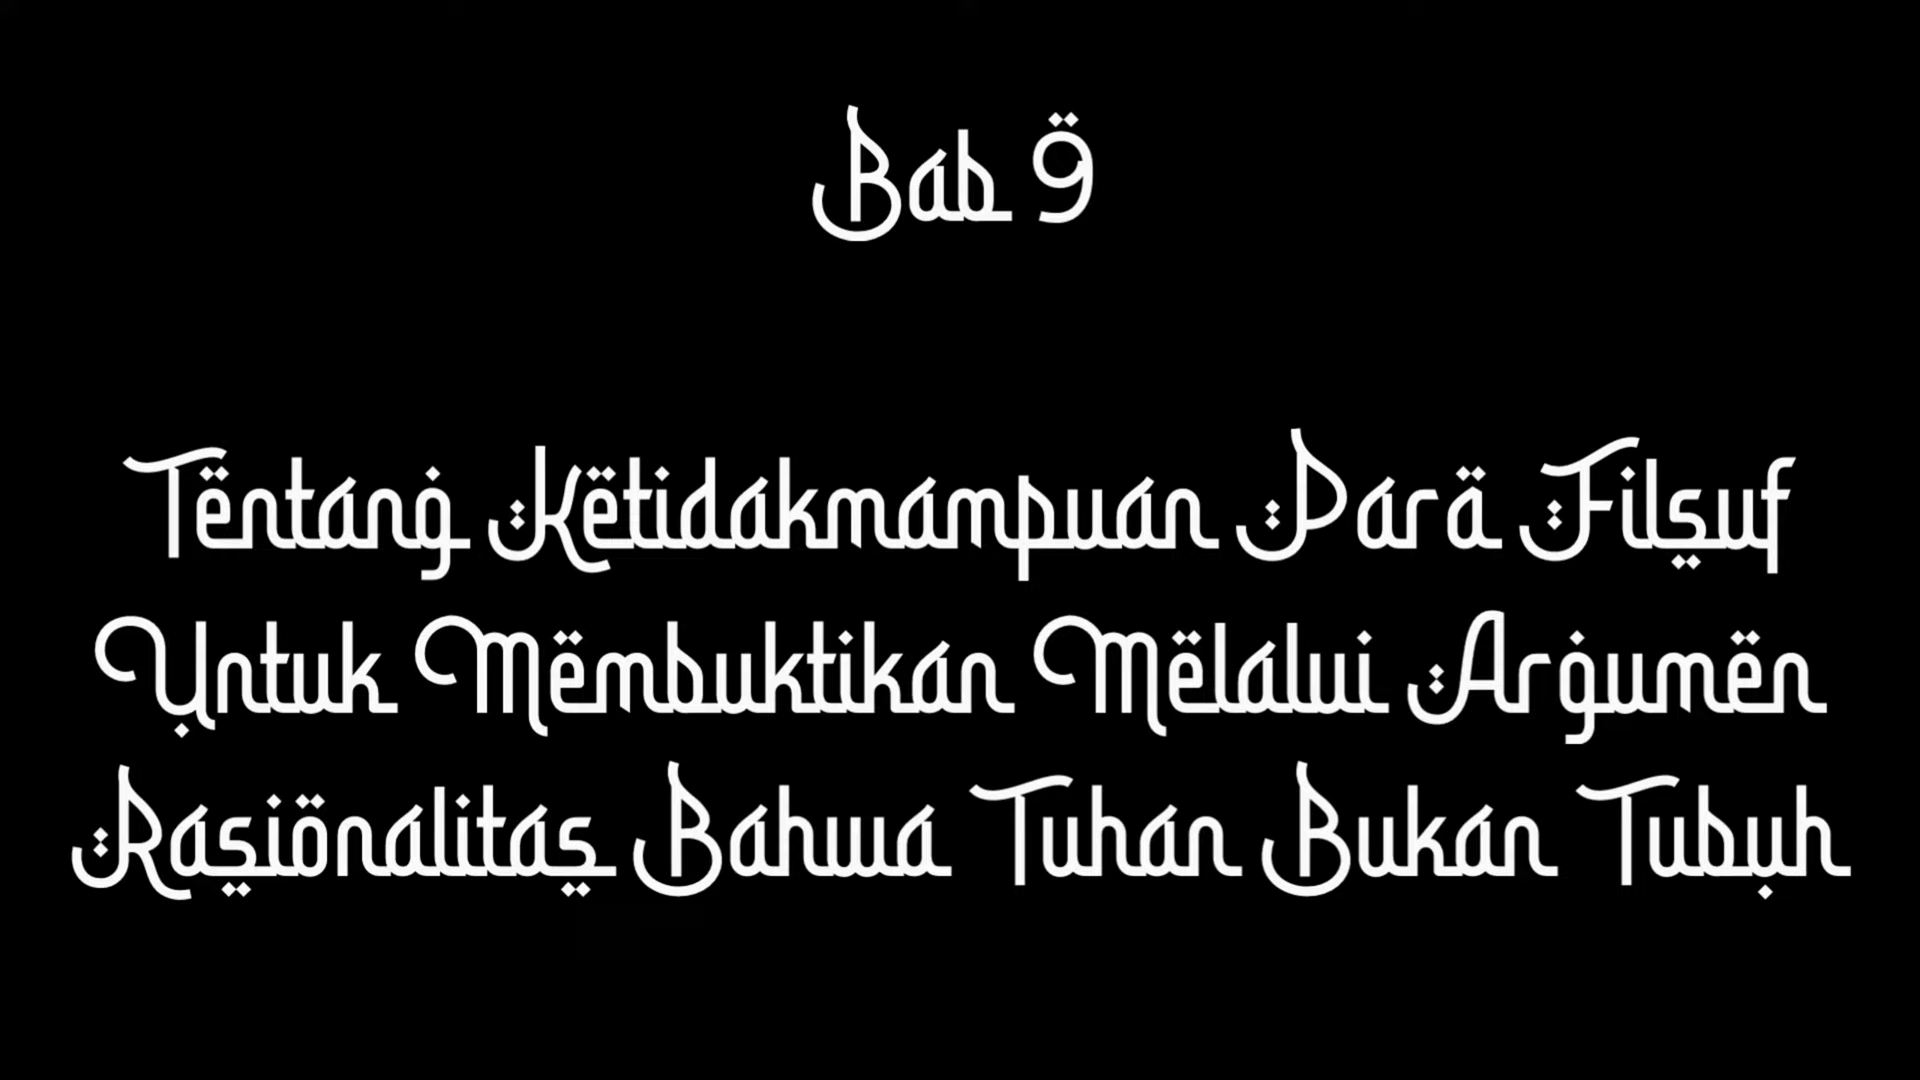 Bab 9
Tentang Ketidakmampuan Para Filsuf
Untuk Membuktikan Melalui Argumen
Rasionalitas Bahwa Tuhan Bukan Tubuh